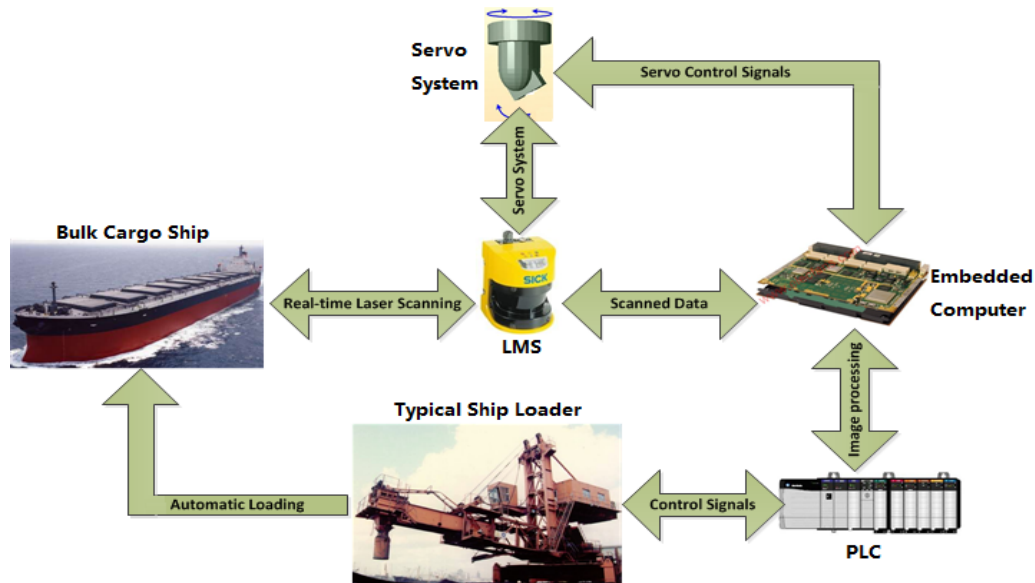 Servo
System
Servo Control Signals
Servo System
Bulk Cargo Ship
Real-time Laser Scanning
SICK
LMS
Scanned Data
Embedded
Computer
Image processing
Typical Ship Loader
Automatic Loading
Control Signals
PLC